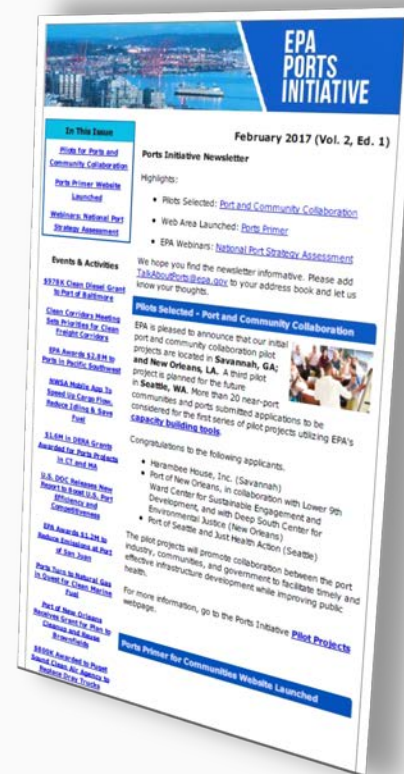 EPA
PORTS
INITIATIVE
In This Issue
Pilots for Ports and
Community Collaboration
Ports Primer Website
Launched
Webinars: National Port
Strategy Assessment
Events & Activities
$978K Clean Diesel Grant
to Port of Baltimore
Clean Corridors Meeting
Sets Priorities for Clean
Freight Corridors
EPA Awards $2.8M to
Ports in Pacific Southwest
NWSA Mobile App To
Speed Up Cargo Flow,
Reduce Idling & Save
Fuel
$1.6M in DERA Grants
Awarded for Ports Projects
in CT and MA
U.S. DOC Releases New
Report to Boost U.S. Port
Efficiency and
Competitiveness
EPA Awards $1.2M to
Reduce Emissions at Port
of San Juan
Ports Turn to Natural Gas
in Quest for Clean Marine
Fuel
Port of New Orleans
Receives Grant for Plan to
Cleanup and Reuse
Brownfields
$800K Awarded to Puget
Sound Clean Air Agency to
Replace Dray Trucks
February 2017 (Vol. 2, Ed. 1)
Ports Initiative Newsletter
Highlights:
• Pilots Selected: Port and Community Collaboration
• Web Area Launched: Ports Primer
• EPA Webinars: National Port Strategy Assessment
We hope you find the newsletter informative. Please add
TalkAboutPorts@epa.gov to your address book and let us
know your thoughts.
Pilots Selected - Port and Community Collaboration
EPA is pleased to announce that our initial
port and community collaboration pilot
projects are located in Savannah, GA;
and New Orleans, LA. A third pilot
project is planned for the future
in Seattle, WA. More than 20 near-port
communities and ports submitted applications to be
considered for the first series of pilot projects utilizing EPA's
capacity building tools.
Congratulations to the following applicants.
• Harambee House, Inc. (Savannah)
• Port of New Orleans, in collaboration with Lower 9th
Ward Center for Sustainable Engagement and
Development, and with Deep South Center for
Environmental Justice (New Orleans)
• Port of Seattle and Just Health Action (Seattle)
The pilot projects will promote collaboration between the port
industry, communities, and government to facilitate timely and
effective infrastructure development while improving public
health.
For more information, go to the Ports Initiative Pilot Projects
webpage.
Ports Primer for Communities Website Launched